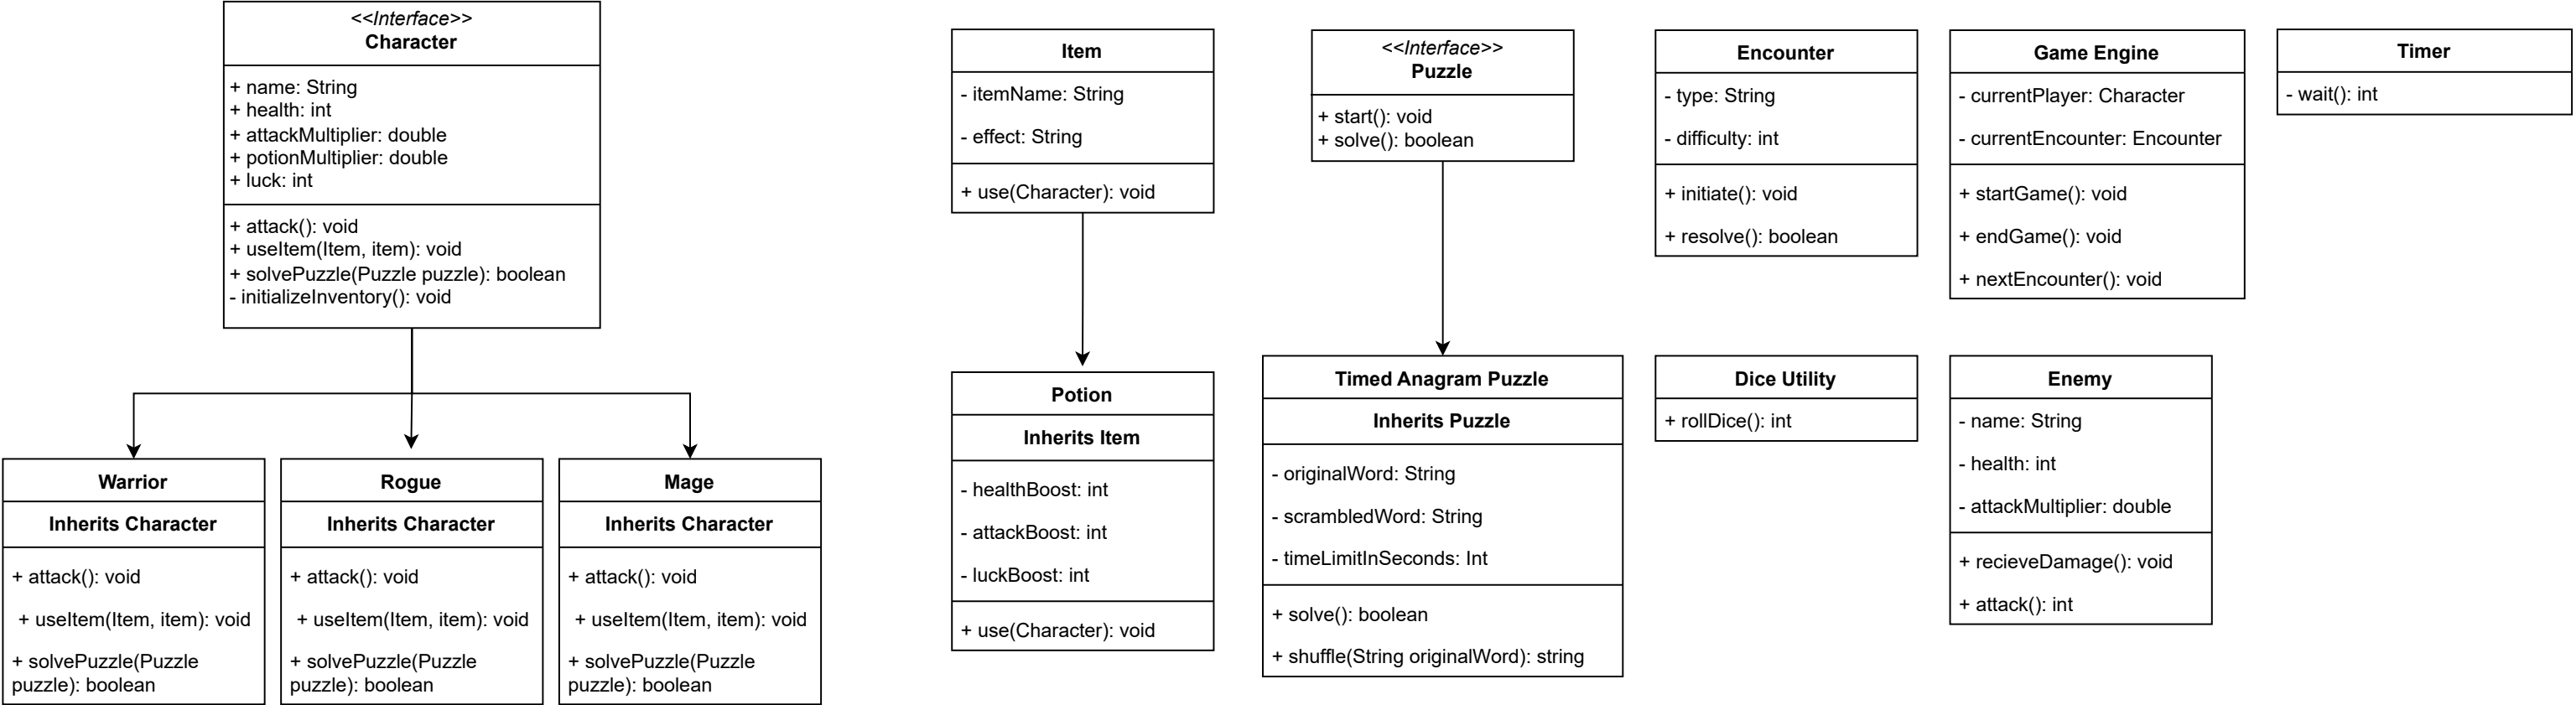 <<Interface>>
Character
+ name: String
+ health: int
+ attackMultiplier: double
+ potionMultiplier: double
+ luck: int
+ attack(): void
+ useItem(Item, item): void
+ solvePuzzle(Puzzle puzzle): boolean
- initializeInventory(): void
Warrior
Inherits Character
+ attack(): void
+ useItem(Item, item): void
+ solvePuzzle(Puzzle
puzzle): boolean
Rogue
Inherits Character
+ attack(): void
+ useItem(Item, item): void
+ solvePuzzle(Puzzle
puzzle): boolean
Mage
Inherits Character
+ attack(): void
+ useItem(Item, item): void
+ solvePuzzle(Puzzle
puzzle): boolean
Item
- itemName: String
- effect: String
+ use(Character): void
Potion
Inherits Item
- healthBoost: int
- attackBoost: int
- luckBoost: int
+ use(Character): void
<<Interface>>
Puzzle
+ start(): void
+ solve(): boolean
Timed Anagram Puzzle
Inherits Puzzle
- originalWord: String
- scrambledWord: String
- timeLimitInSeconds: Int
+ solve(): boolean
+ shuffle(String originalWord): string
Encounter
- type: String
- difficulty: int
+ initiate(): void
+ resolve(): boolean
Dice Utility
+ rollDice(): int
Game Engine
- currentPlayer: Character
- currentEncounter: Encounter
+ startGame(): void
+ endGame(): void
+ nextEncounter(): void
Enemy
- name: String
- health: int
- attackMultiplier: double
+ recieveDamage(): void
+ attack(): int
Timer
- wait(): int